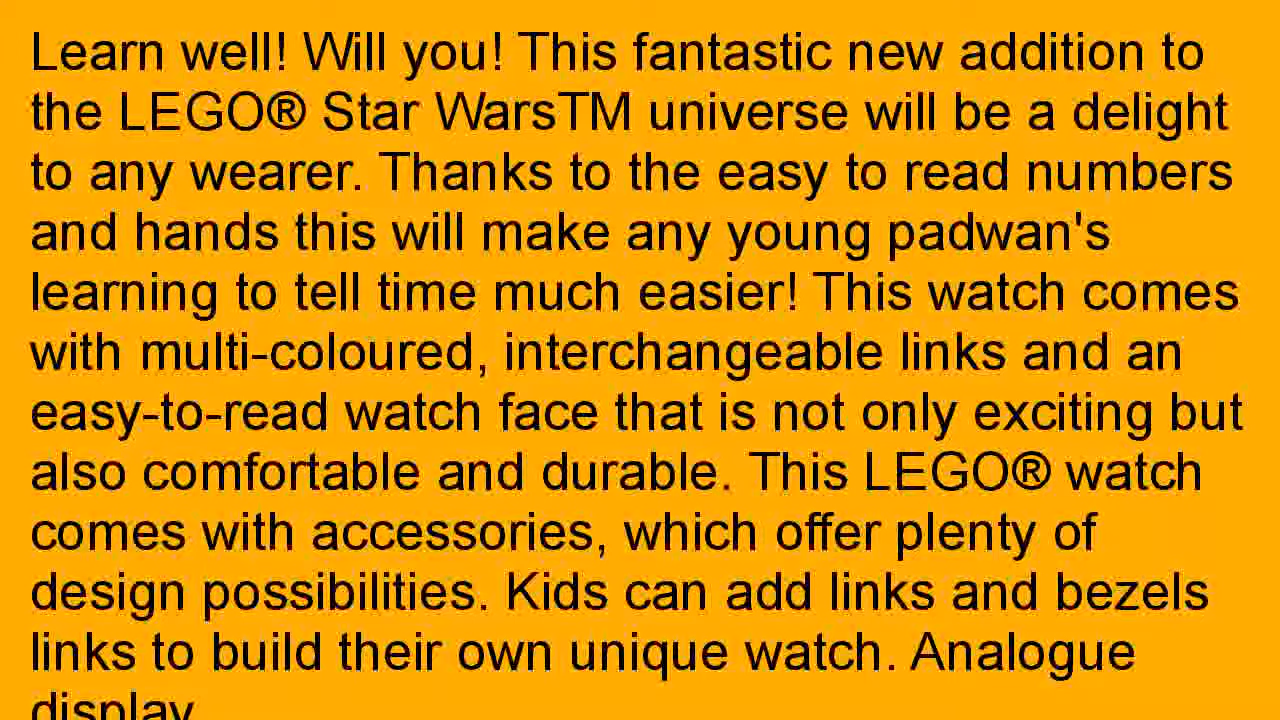 Learn well! Will you! This fantastic new addition to
the LEGO® Star WarsTM universe will be a delight
to any wearer. Thanks to the easy to read numbers
and hands this will make any young padwan's
learning to tell time much easier! This watch comes
with multi-coloured, interchangeable links and an
easy-to-read watch face that is not only exciting but
also comfortable and durable. This LEGO® watch
comes with accessories, which offer plenty of
design possibilities. Kids can add links and bezels
links to build their own unique watch. Analogue
display